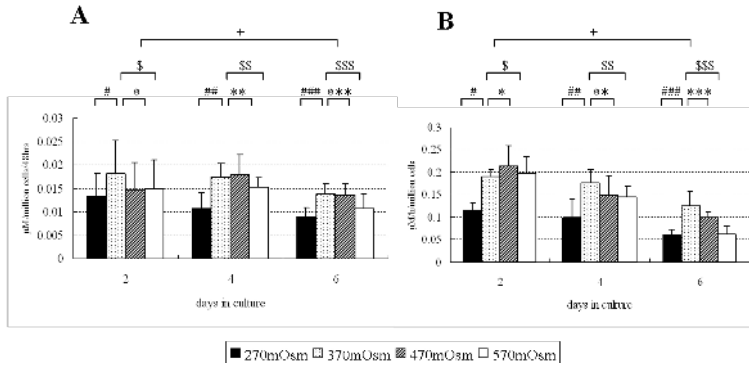 A
+
$ $$ $$$
# * ## ** ### ***
0.03
0.025
0.02
0.015
0.01
0.005
0
2 4 6
days in culture
B
+
$ $$ $$$
# * ## ** ### ***
0.3
0.25
0.2
0.15
0.1
0.05
0
2 4 6
days in culture
270mOsm 370mOsm 470mOsm 570mOsm